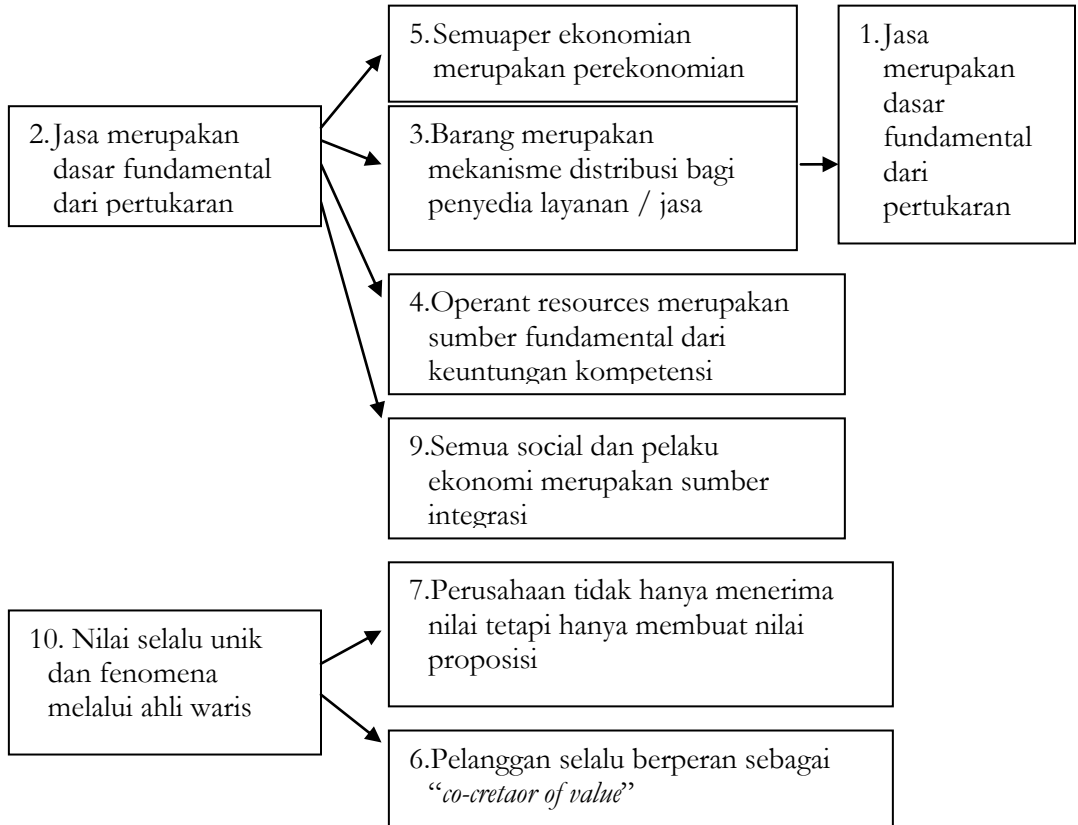 5.Semuaper ekonomian
merupakan perekonomian
1.Jasa
merupakan
dasar
fundamental
dari
pertukaran
2.Jasa merupakan
dasar fundamental
dari pertukaran
3.Barang merupakan
mekanisme distribusi bagi
penyedia layanan / jasa
4.Operant resources merupakan
sumber fundamental dari
keuntungan kompetensi
9.Semua social dan pelaku
ekonomi merupakan sumber
integrasi
10. Nilai selalu unik
dan fenomena
melalui ahli waris
7.Perusahaan tidak hanya menerima
nilai tetapi hanya membuat nilai
proposisi
6.Pelanggan selalu berperan sebagai
“co-cretaor of value”